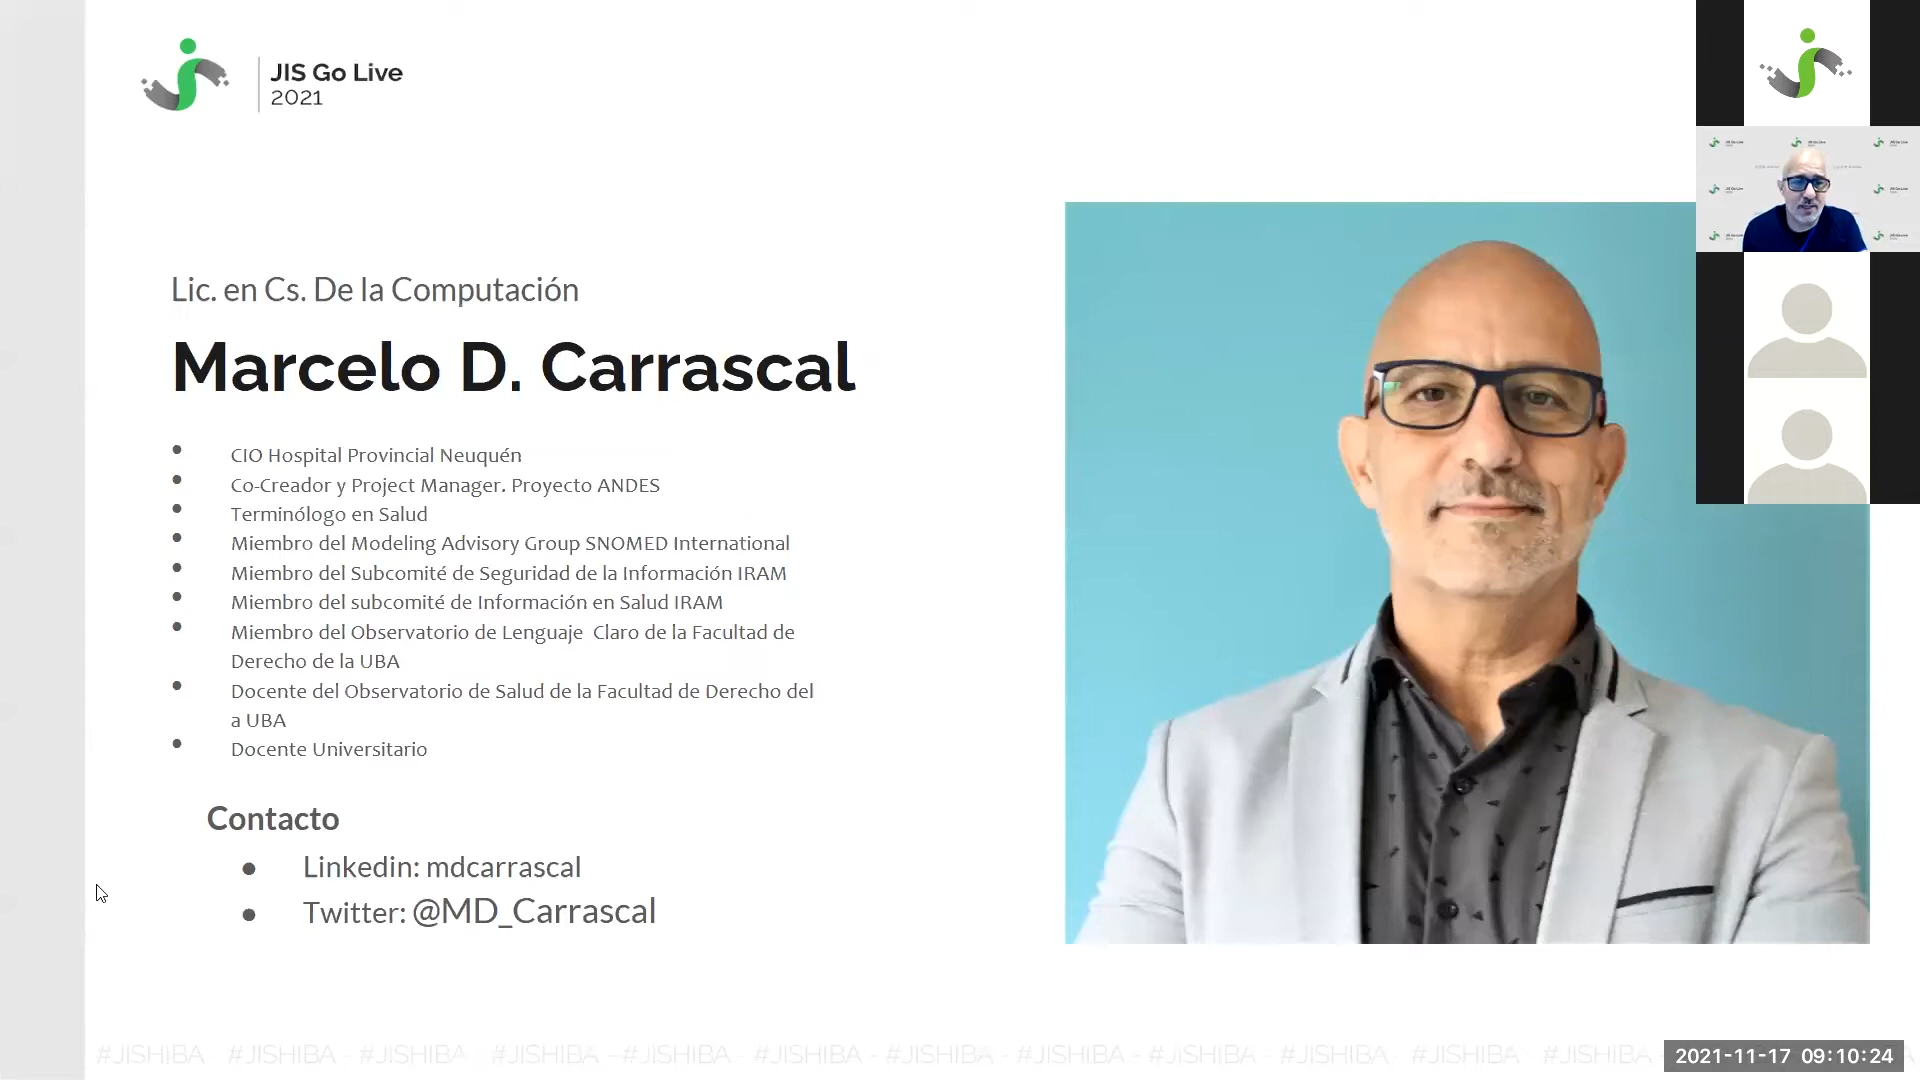 JIS Go Live
2021
Lic. en Cs. De la Computación
Marcelo D. Carrascal
• CIO Hospital Provincial Neuquén
• Co-Creador y Project Manager. Proyecto ANDES
• Terminólogo en Salud
• Miembro del Modeling Advisory Group SNOMED International
• Miembro del Subcomité de Seguridad de la Información IRAM
• Miembro del subcomité de Información en Salud IRAM
• Miembro del Observatorio de Lenguaje Claro de la Facultad de
Derecho de la UBA
• Docente del Observatorio de Salud de la Facultad de Derecho del
a UBA
• Docente Universitario
Contacto
• Linkedin: mdcarrascal
• Twitter: @MD_Carrascal
#JISHIBA - #JISHIBA - #JISHIBA - #JISHIBA - #JISHIBA - #JISHIBA - #JISHIBA - #JISHIBA - #JISHIBA - #JISHIBA - #JISHIBA - #JISHIBA
2021-11-17 09:10:24